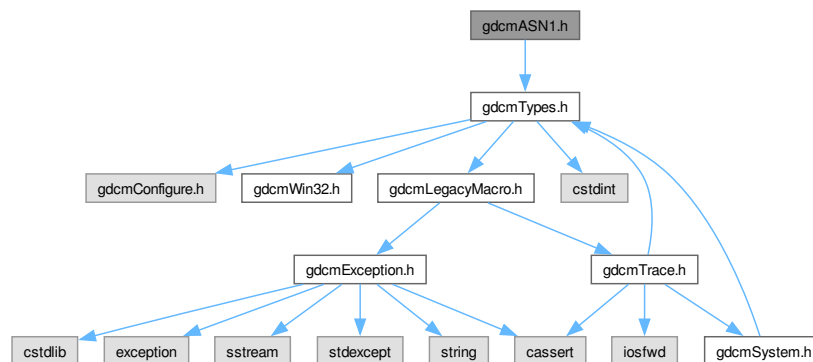 gdcmASN1.h
gdcmTypes.h
gdcmConfigure.h
gdcmWin32.h
gdcmLegacyMacro.h
cstdint
gdcmException.h
gdcmTrace.h
cstdlib
exception
sstream
stdexcept
string
cassert
iosfwd
gdcmSystem.h